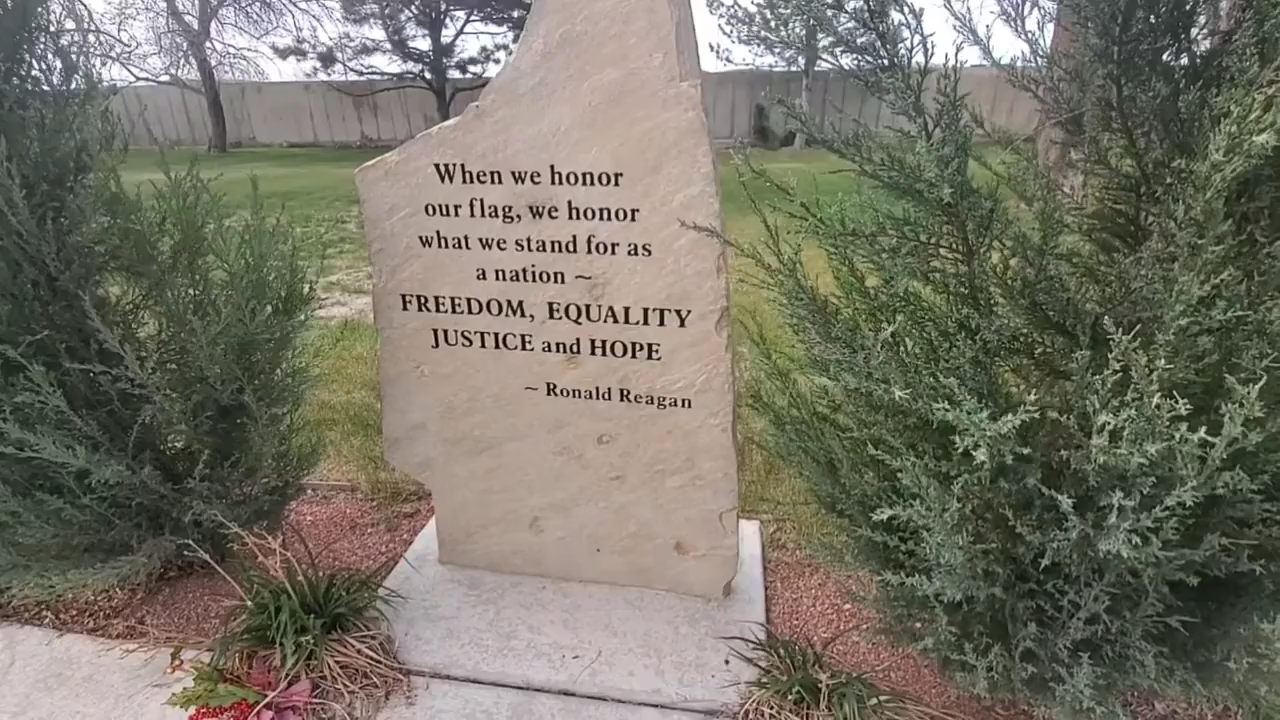 When we honor
our flag, we honor
what we stand for as
a nation ~
FREEDOM, EQUALITY
JUSTICE and HOPE
~ Ronald Reagan